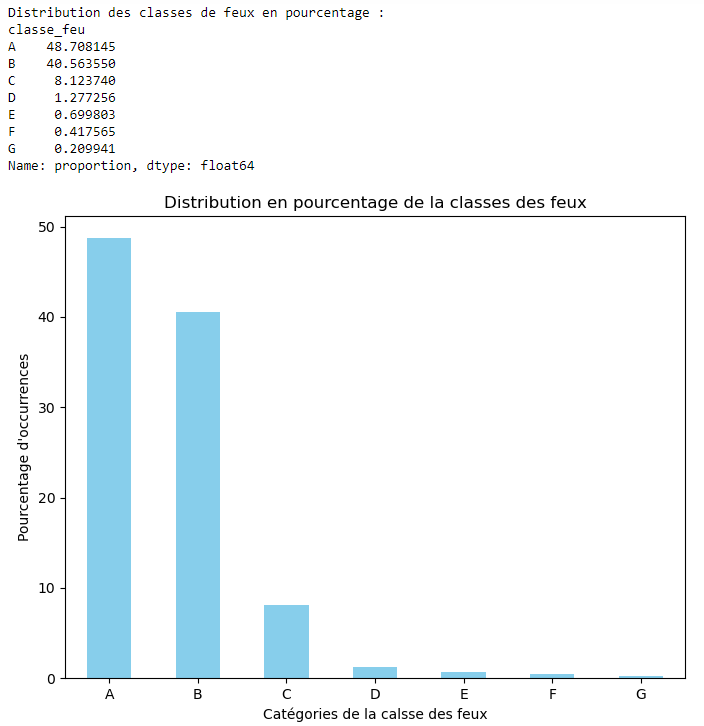 Distribution des classes de feux en pourcentage :
classe_feu
A    48.708145
B    40.563550
C     8.123740
D     1.277256
E     0.699803
F     0.417565
G     0.209941
Name: proportion, dtype: float64
Distribution en pourcentage de la classes des feux
Pourcentage d'occurrences
50
40
30
20
10
0
A B C D E F G
Catégories de la calsse des feux